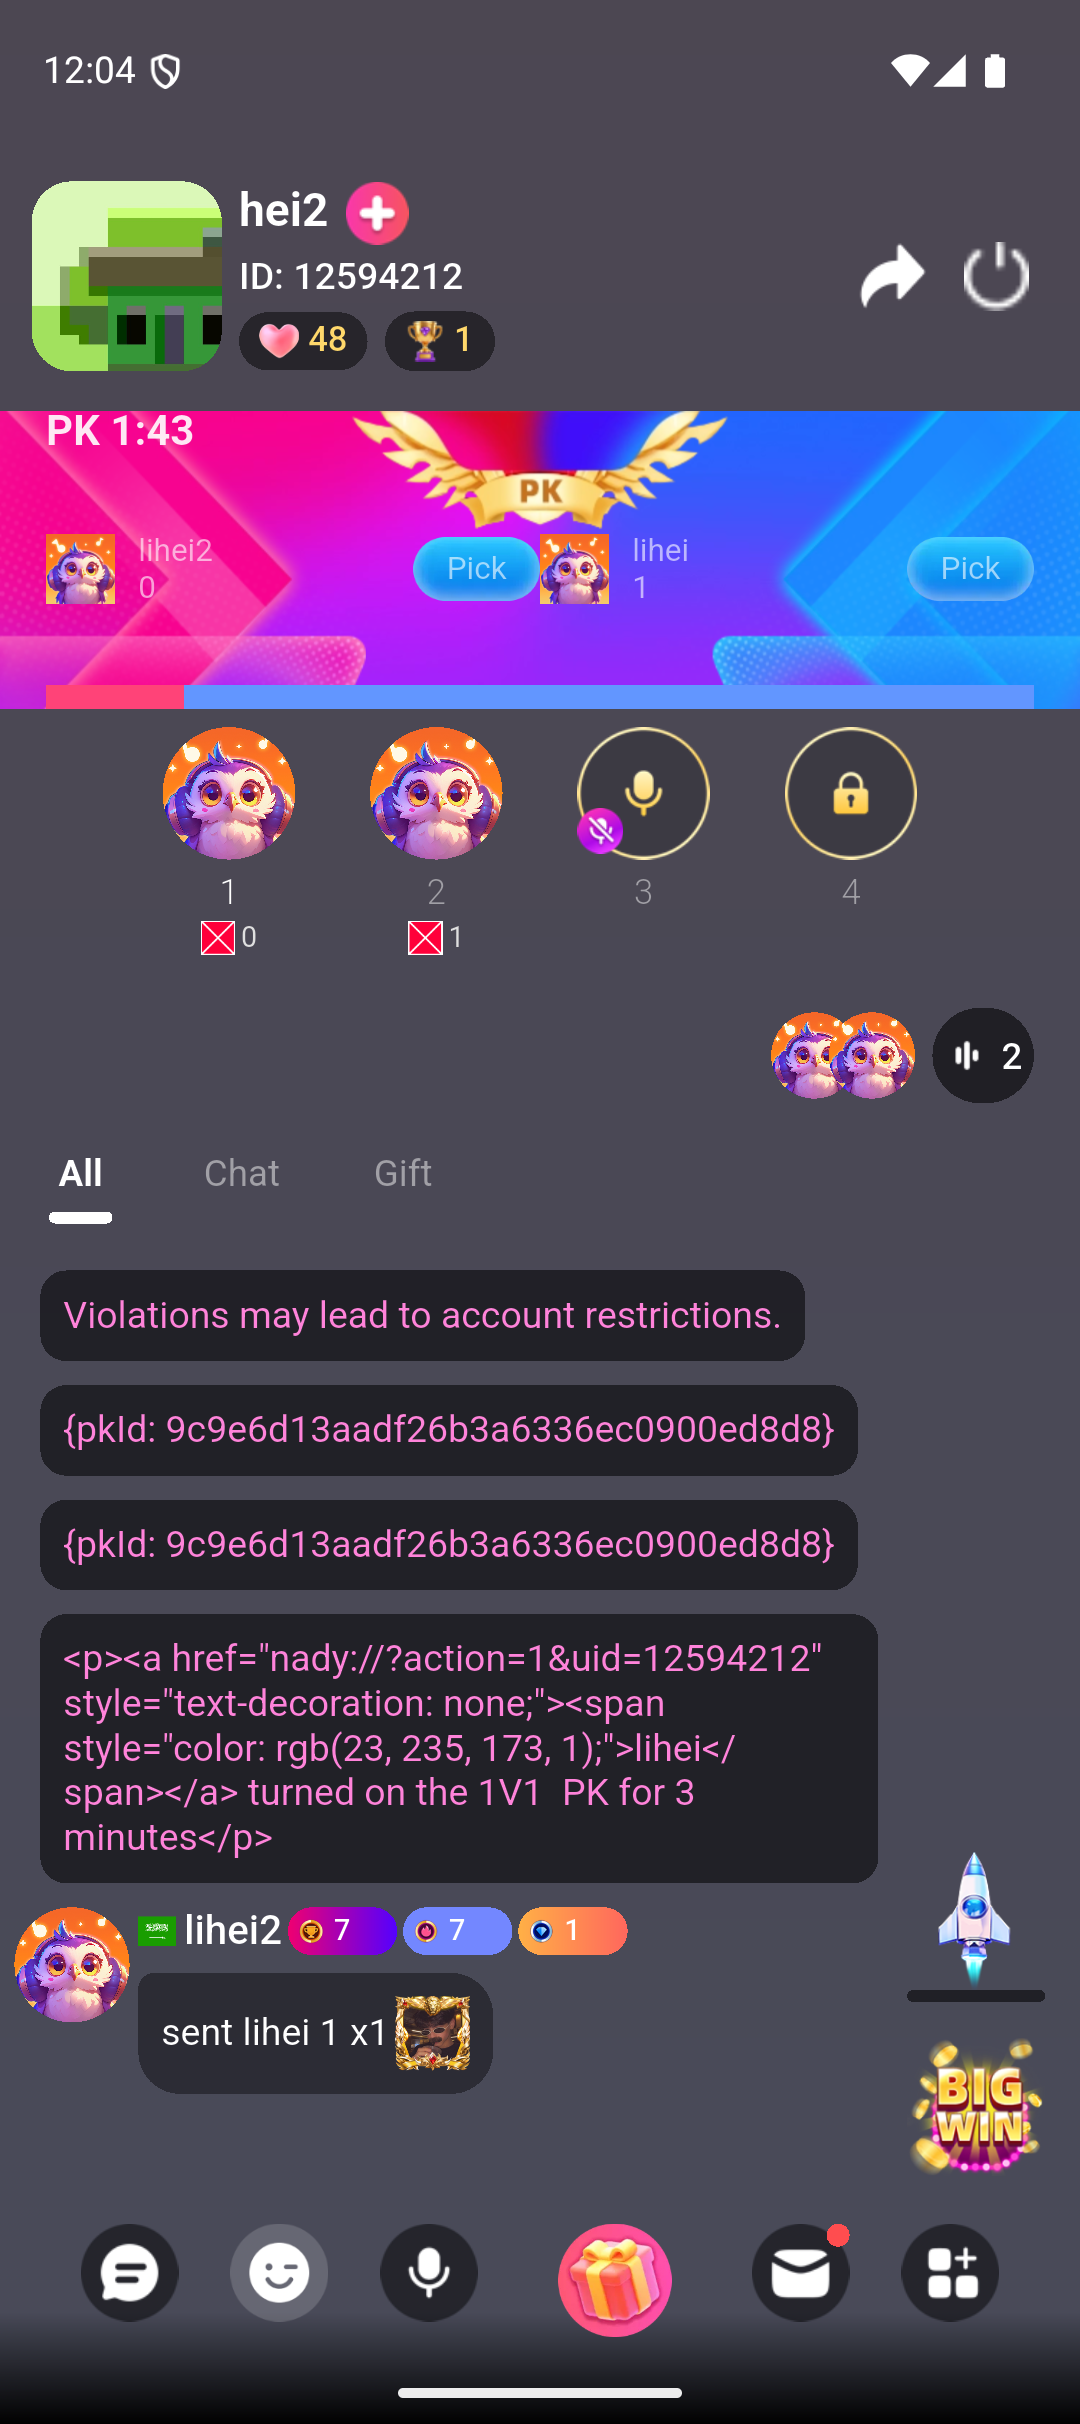 12:04
hei2
ID: 12594212
48 1
PK 1:43
PK
lihei2
0
Pick
lihei
1
Pick
1 2 3 4
0 1
2
All Chat Gift
Violations may lead to account restrictions.
{pkId: 9c9e6d13aadf26b3a6336ec0900ed8d8}
{pkId: 9c9e6d13aadf26b3a6336ec0900ed8d8}
<p><a href="nady://?action=1&uid=12594212"
style="text-decoration: none;"><span
style="color: rgb(23, 235, 173, 1);">lihei</
span></a> turned on the 1V1  PK for 3
minutes</p>
lihei2 7 7 1
sent lihei 1 x1
BIG
WIN